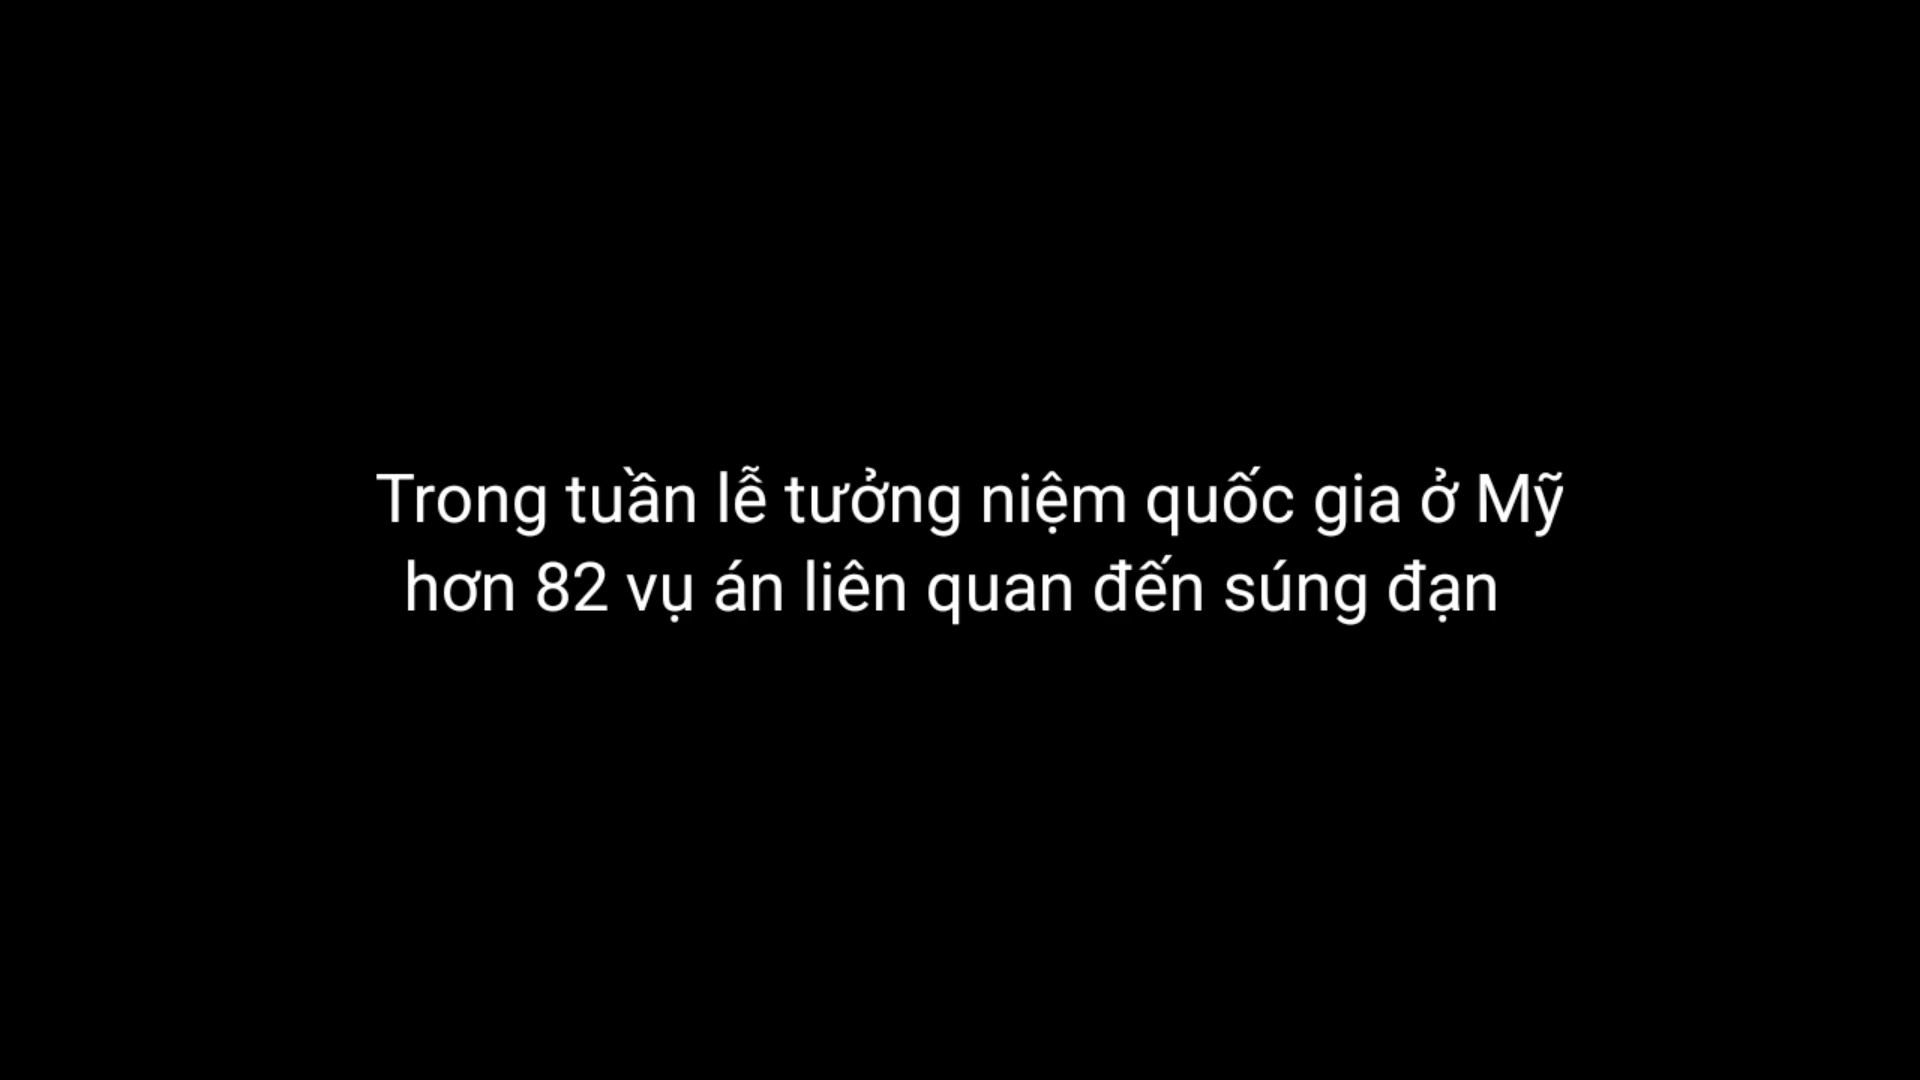 Trong tuần lễ tưởng niệm quốc gia ở Mỹ
hơn 82 vụ án liên quan đến súng đạn